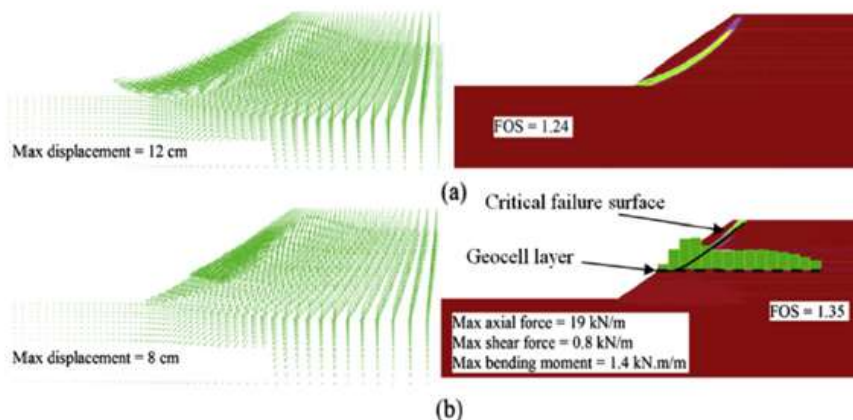 Max displacement = 12 cm
FOS = 1.24
(a)
Critical failure surface
Geocell layer
FOS = 1.35
Max axial force = 19 kN/m
Max shear force = 0.8 kN/m
Max bending moment = 1.4 kN.m/m
Max displacement = 8 cm
(b)